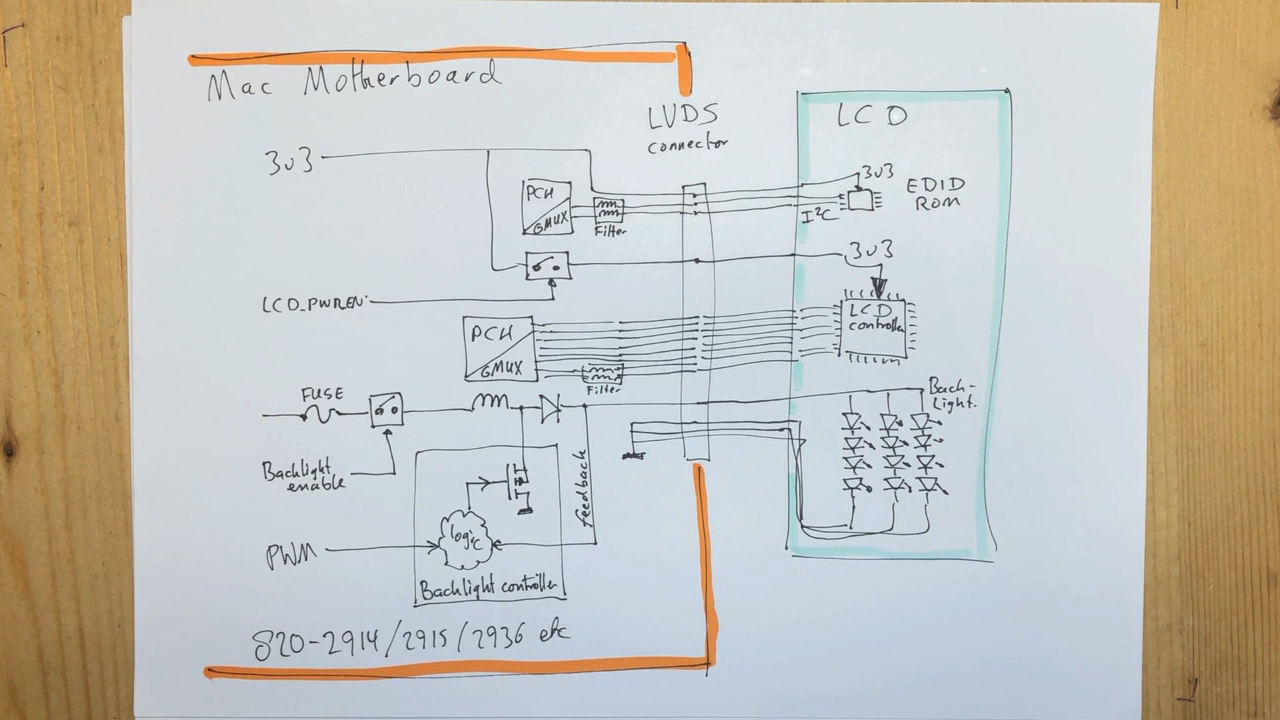 Mac Motherboard
LVDS
connector
LCD
3v3
PCH
GMUX
Filter
3v3
I²C
EDID
ROM
3v3
LCD_PWREN
LCD
controller
PCH
GMUX
Filter
FUSE
Back-
Light.
Backlight
enable
feedback
PWM
logic
Backlight controller
820-2914/2915/2936 etc